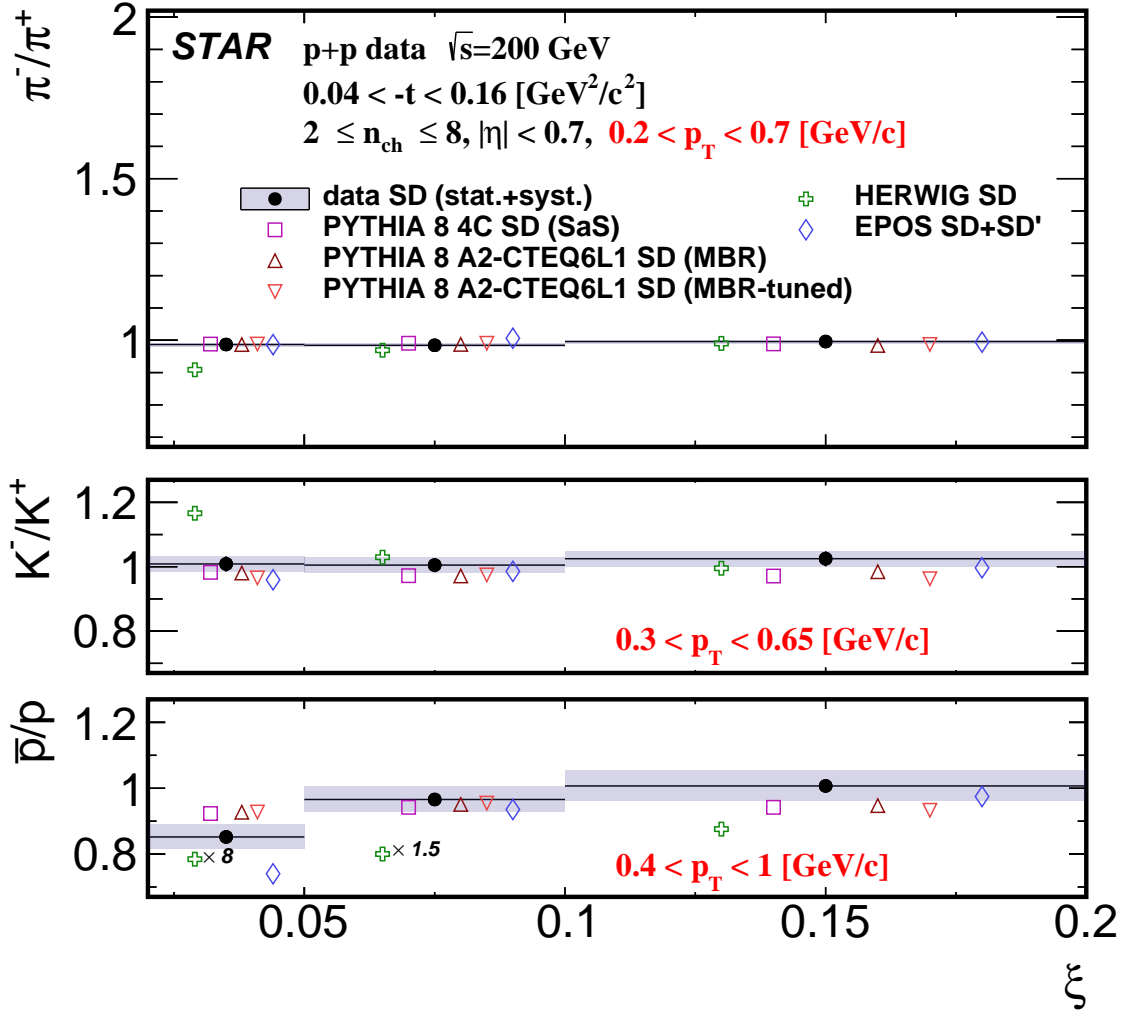 π⁻/π⁺
2
1.5
1
STAR p+p data √s=200 GeV
0.04 < -t < 0.16 [GeV²/c²]
2 ≤ n_ch ≤ 8, |η| < 0.7, 0.2 < p_T < 0.7 [GeV/c]
data SD (stat.+syst.)
PYTHIA 8 4C SD (SaS)
PYTHIA 8 A2-CTEQ6L1 SD (MBR)
PYTHIA 8 A2-CTEQ6L1 SD (MBR-tuned)
HERWIG SD
EPOS SD+SD'
K⁻/K⁺
1.2
1
0.8
0.3 < p_T < 0.65 [GeV/c]
p̅/p
1.2
1
0.8
× 8
× 1.5
0.4 < p_T < 1 [GeV/c]
0.05 0.1 0.15 0.2
ξ